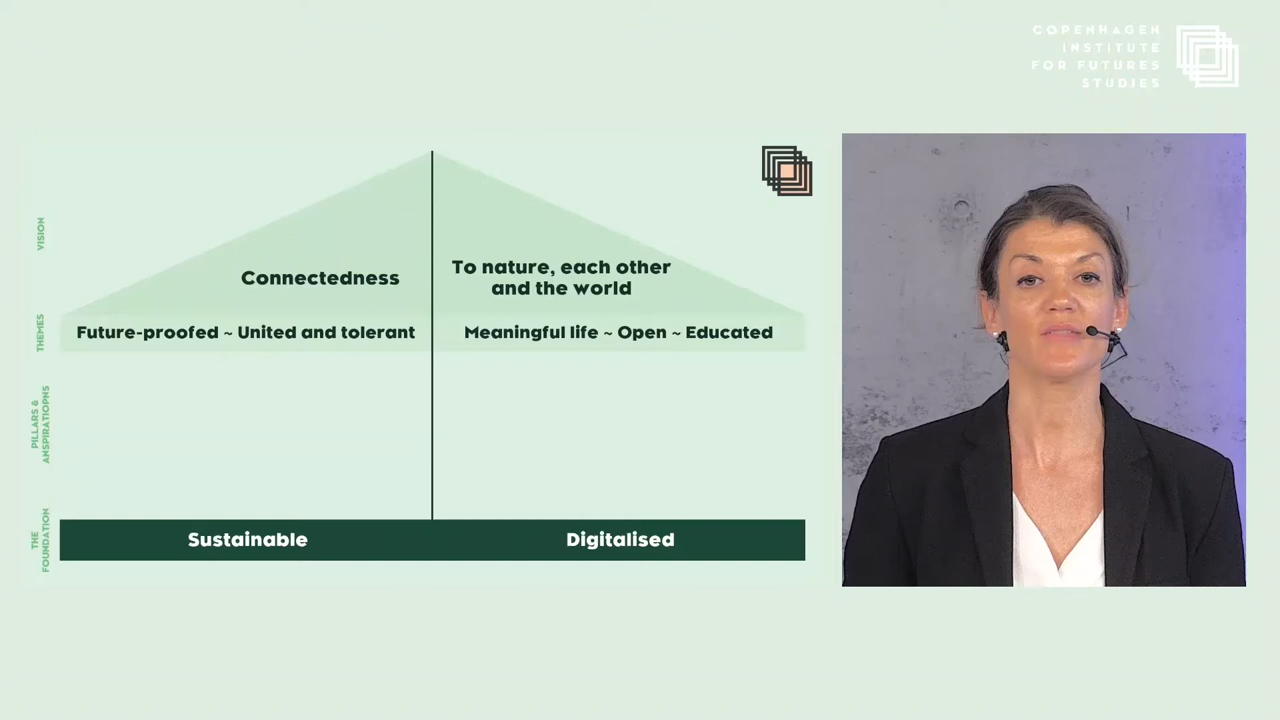 COPENHAGEN
INSTITUTE
FOR FUTURES
STUDIES
VISION
Connectedness
To nature, each other
and the world
THEMES
Future-proofed ~ United and tolerant
Meaningful life ~ Open ~ Educated
PILLARS &
ANSPIRATIOPNS
THE
FOUNDATION
Sustainable
Digitalised